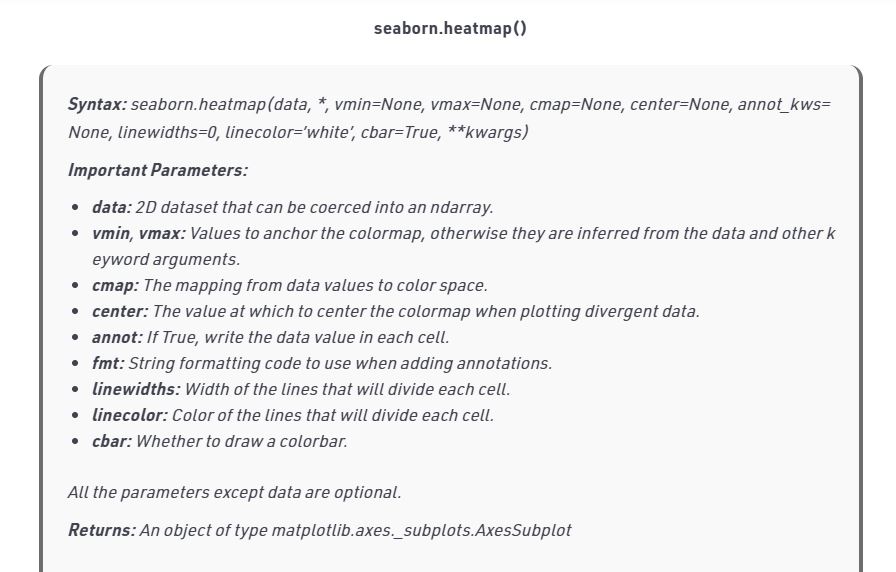 seaborn.heatmap()
Syntax: seaborn.heatmap(data, *, vmin=None, vmax=None, cmap=None, center=None, annot_kws=
None, linewidths=0, linecolor=’white’, cbar=True, **kwargs)
Important Parameters:
• data: 2D dataset that can be coerced into an ndarray.
• vmin, vmax: Values to anchor the colormap, otherwise they are inferred from the data and other k
eyword arguments.
• cmap: The mapping from data values to color space.
• center: The value at which to center the colormap when plotting divergent data.
• annot: If True, write the data value in each cell.
• fmt: String formatting code to use when adding annotations.
• linewidths: Width of the lines that will divide each cell.
• linecolor: Color of the lines that will divide each cell.
• cbar: Whether to draw a colorbar.
All the parameters except data are optional.
Returns: An object of type matplotlib.axes._subplots.AxesSubplot